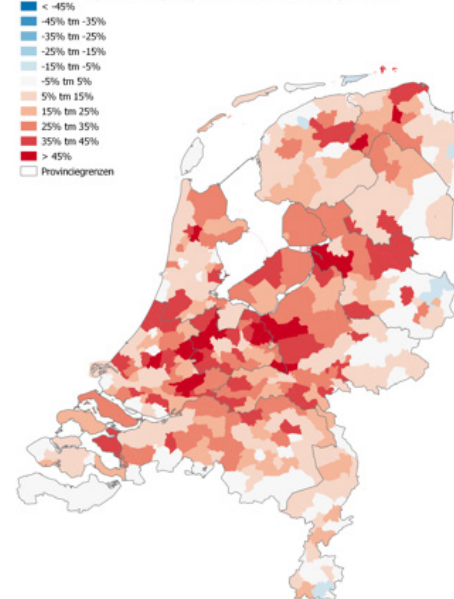 < -45%
-45% tm -35%
-35% tm -25%
-25% tm -15%
-15% tm -5%
-5% tm 5%
5% tm 15%
15% tm 25%
25% tm 35%
35% tm 45%
> 45%
Provinciegrenzen